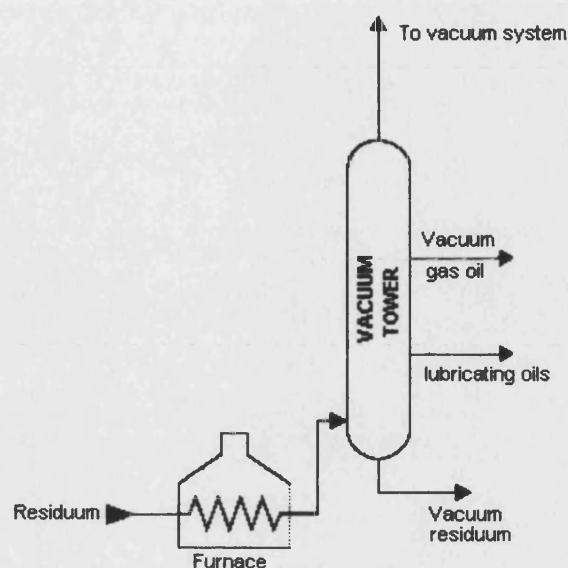 To vacuum system
Vacuum
gas oil
VACUUM
TOWER
lubricating oils
Residuum
Furnace
Vacuum
residuum